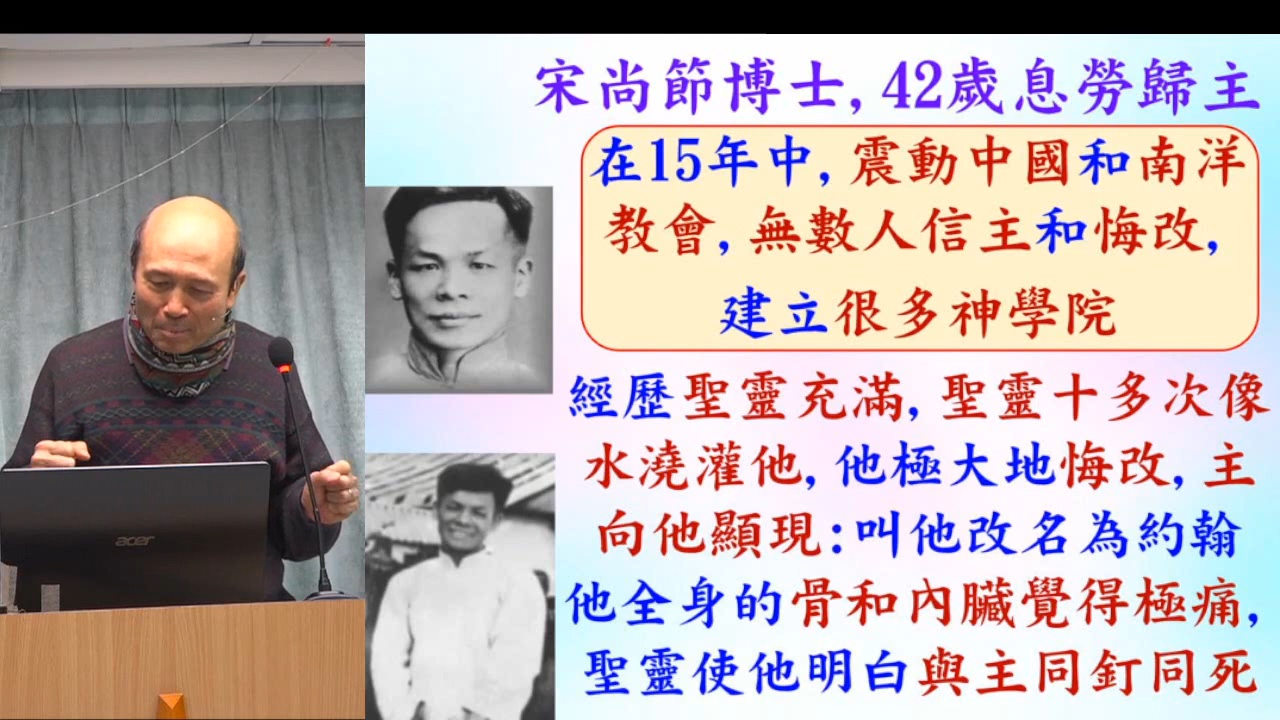 宋尚節博士,42歲息勞歸主
在15年中,震動中國和南洋
教會,無數人信主和悔改,
建立很多神學院
經歷聖靈充滿,聖靈十多次像
水澆灌他,他極大地悔改,主
向他顯現:叫他改名為約翰
他全身的骨和內臟覺得極痛,
聖靈使他明白與主同釘同死
acer